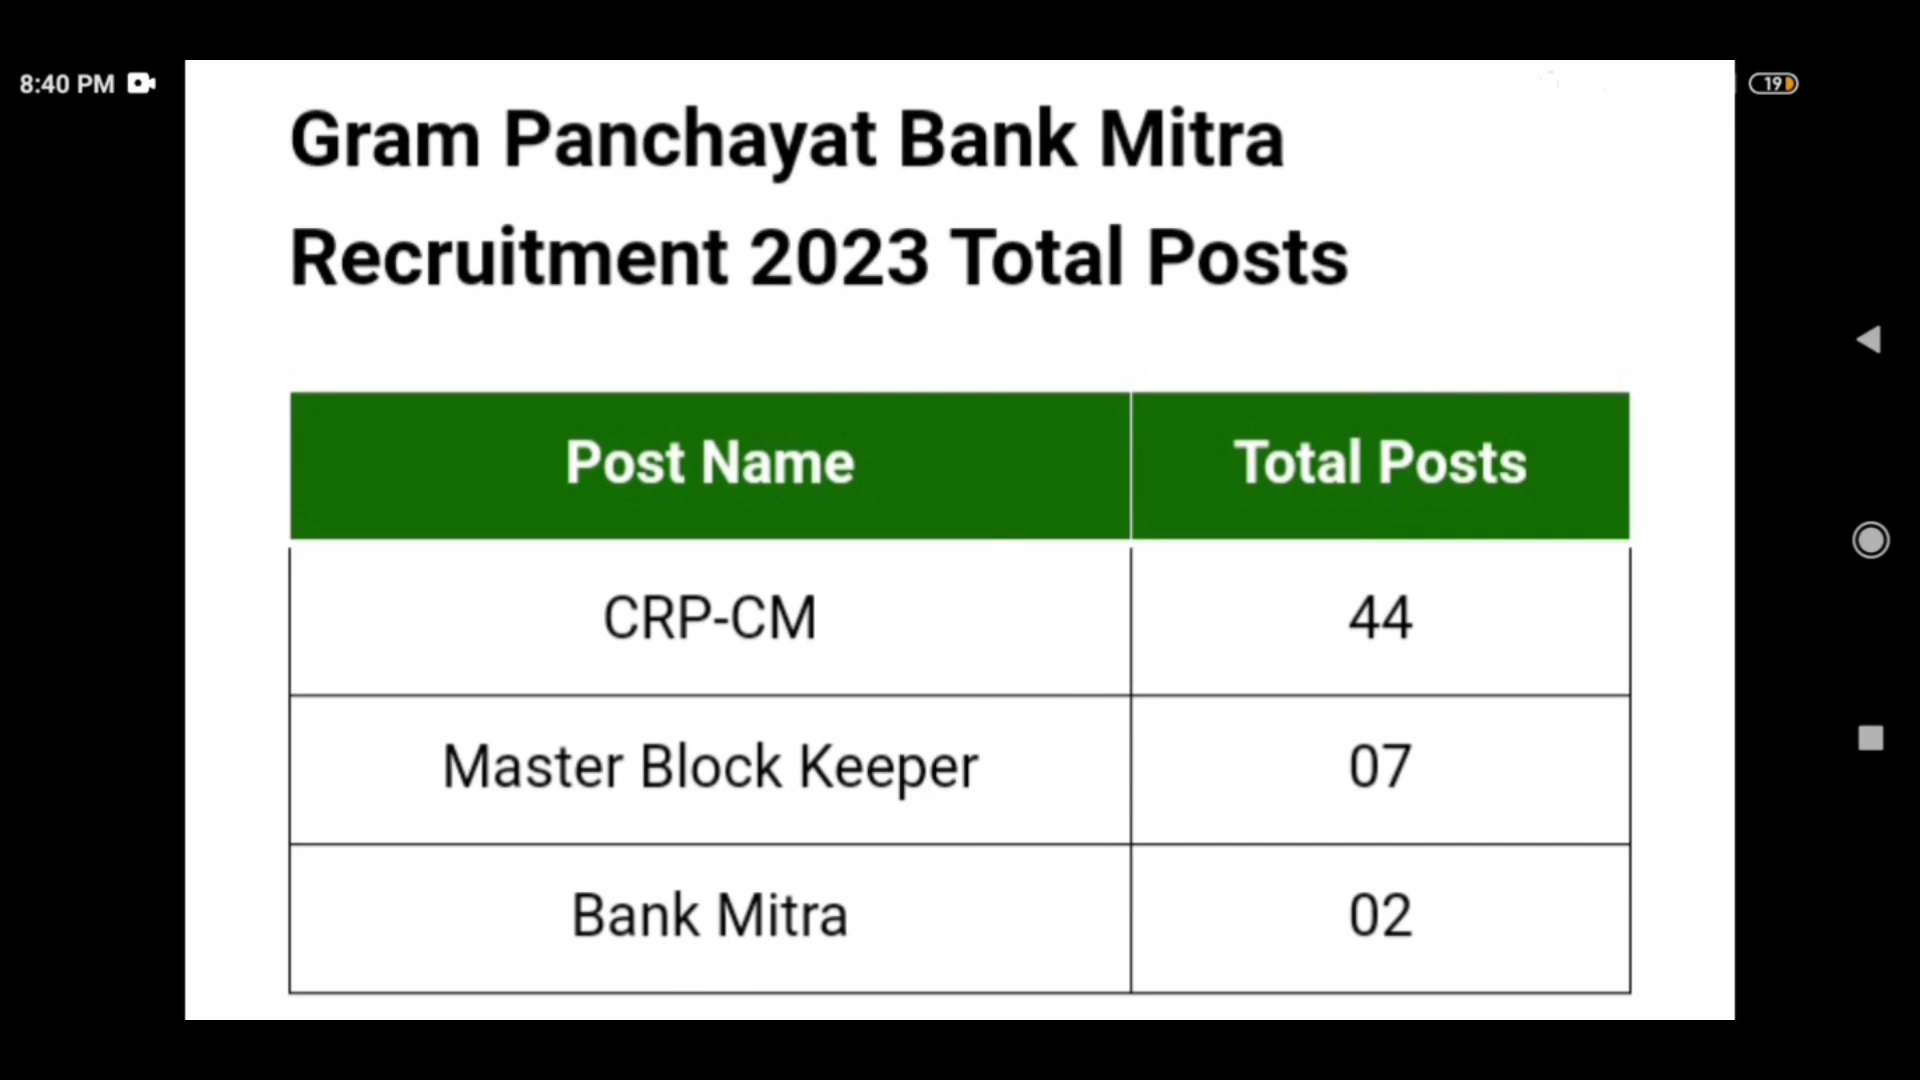 8:40 PM
19
Gram Panchayat Bank Mitra
Recruitment 2023 Total Posts
Post Name Total Posts
CRP-CM 44
Master Block Keeper 07
Bank Mitra 02